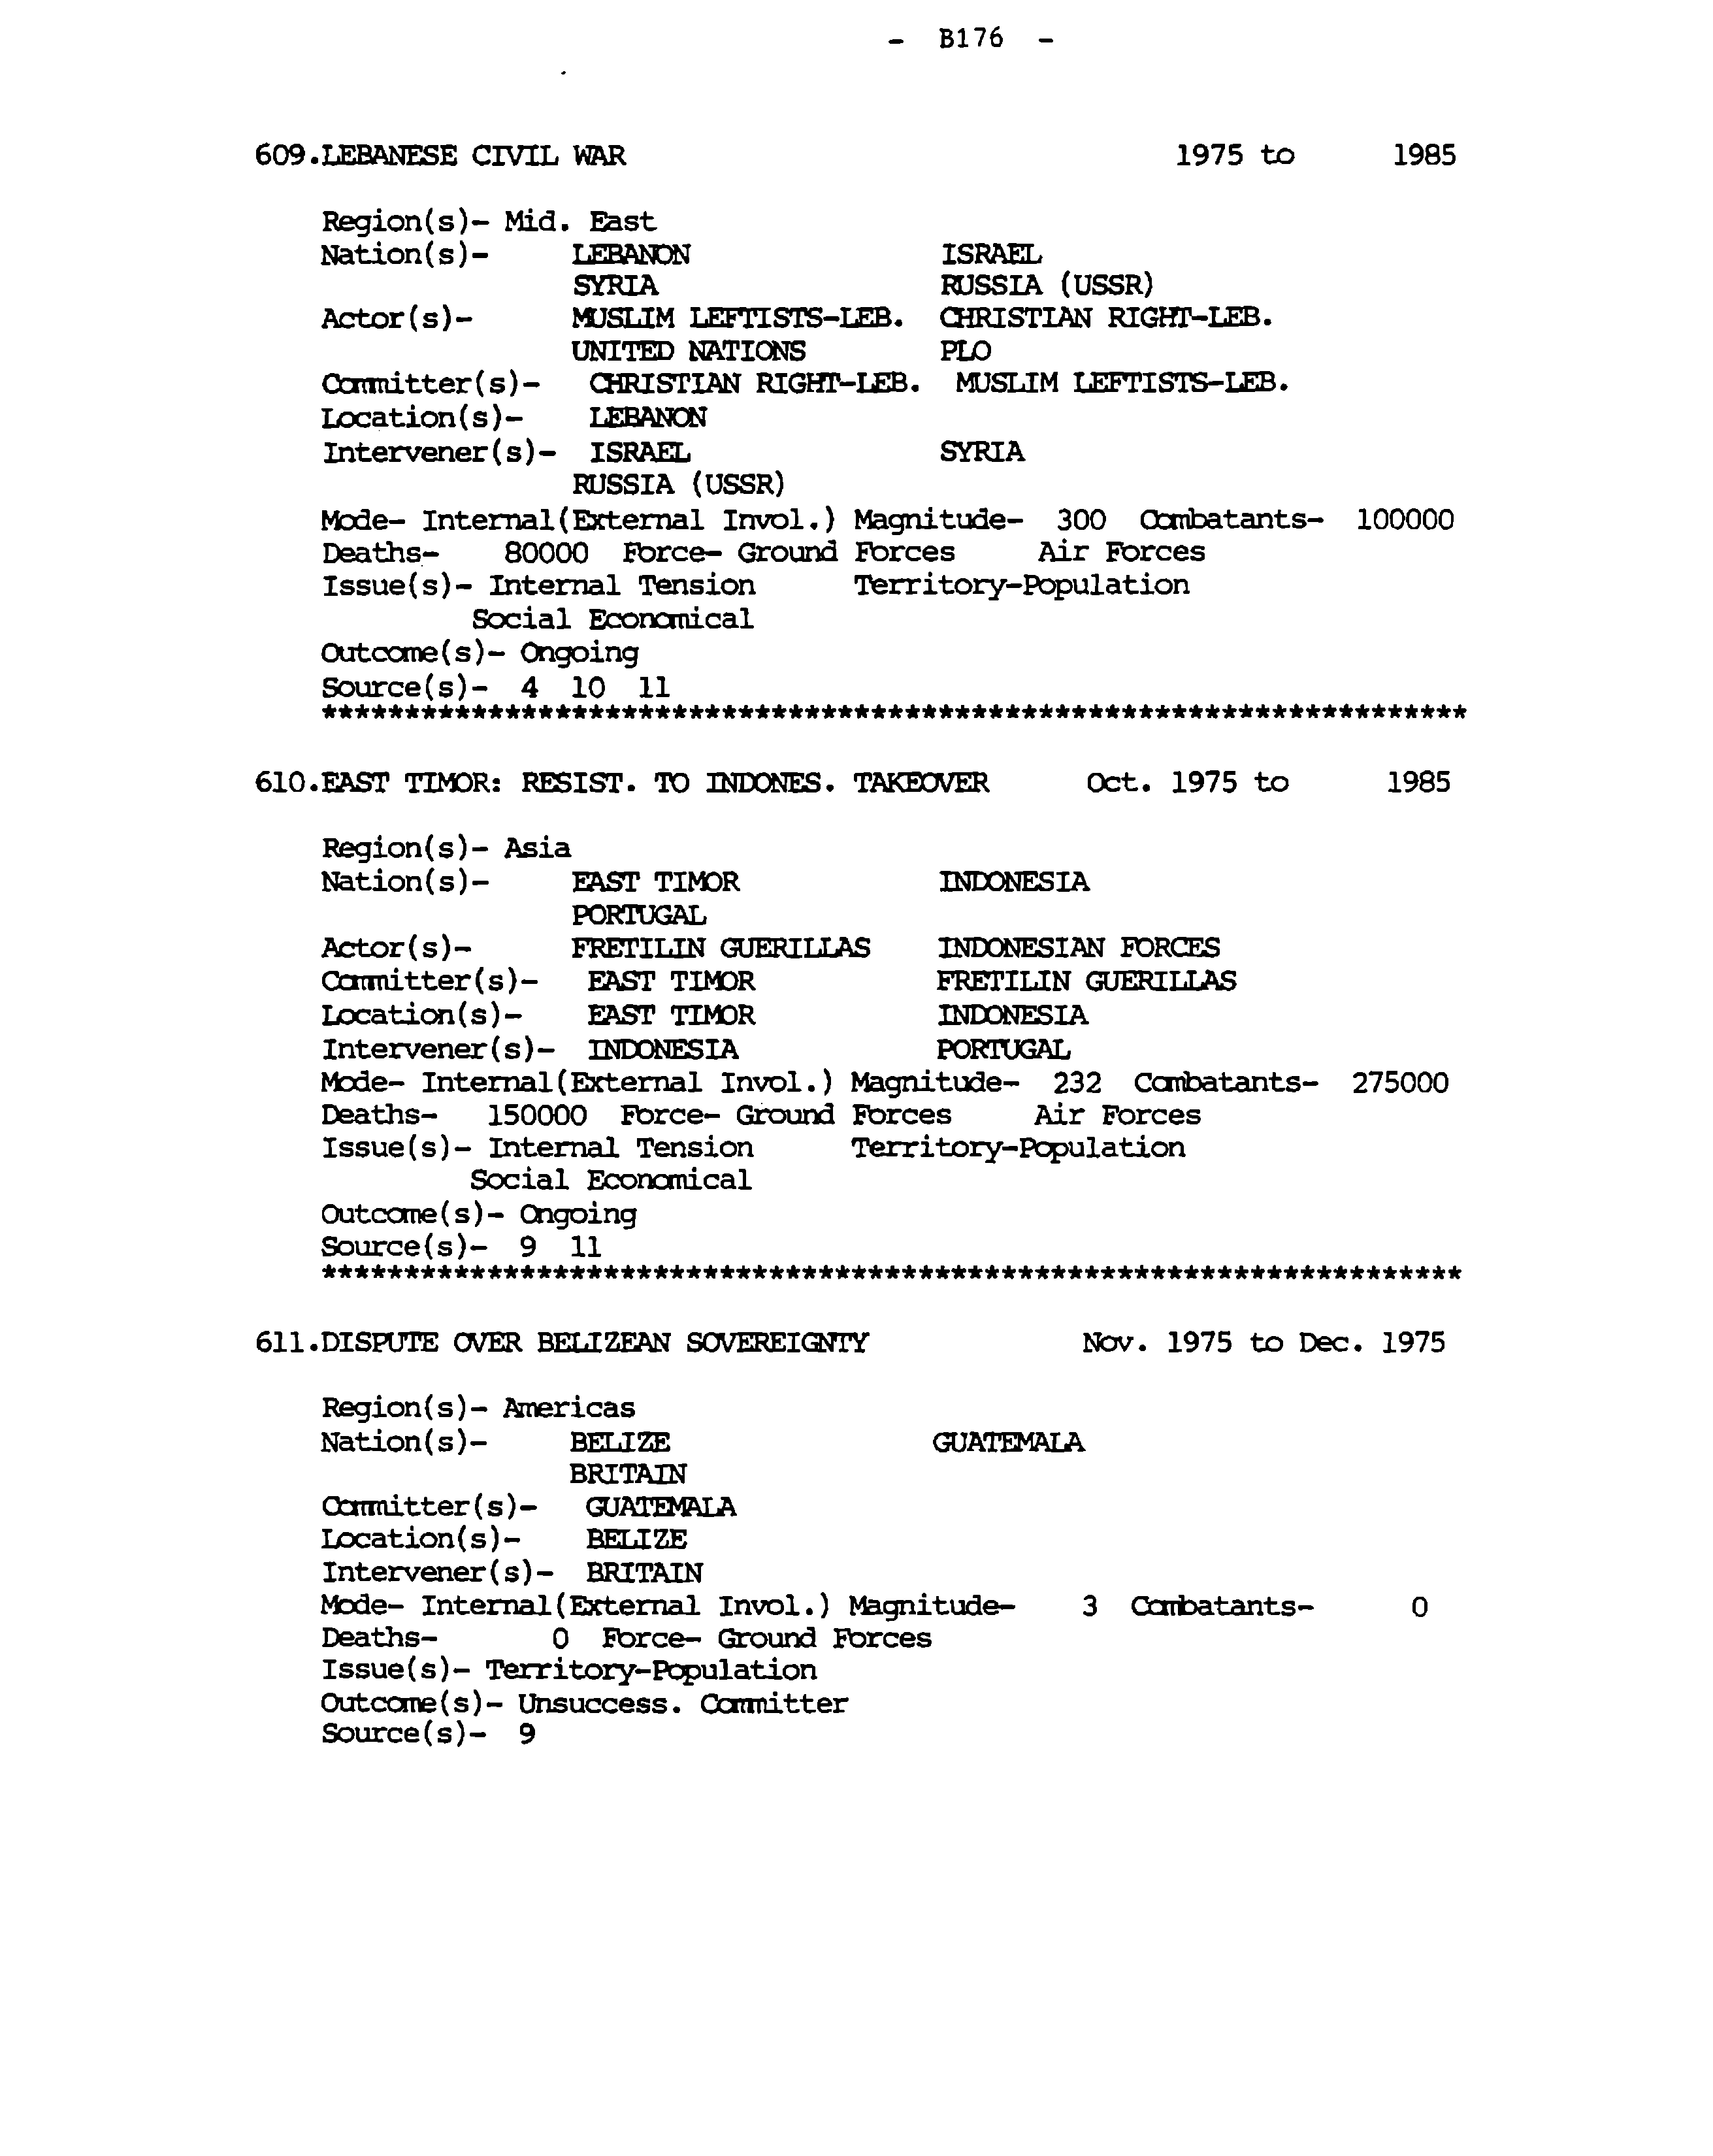 - B176 -
609.LEBANESE CIVIL WAR 1975 to 1985
Region(s)- Mid. East
Nation(s)- LEBANON ISRAEL
SYRIA RUSSIA (USSR)
Actor(s)- MUSLIM LEFTISTS-LEB. CHRISTIAN RIGHT-LEB.
UNITED NATIONS PLO
Committer(s)- CHRISTIAN RIGHT-LEB. MUSLIM LEFTISTS-LEB.
Location(s)- LEBANON
Intervener(s)- ISRAEL SYRIA
RUSSIA (USSR)
Mode- Internal(External Invol.) Magnitude- 300 Combatants- 100000
Deaths- 80000 Force- Ground Forces Air Forces
Issue(s)- Internal Tension Territory-Population
Social Economical
Outcome(s)- Ongoing
Source(s)- 4 10 11
*********************************************************************
610.EAST TIMOR: RESIST. TO INDONES. TAKEOVER Oct. 1975 to 1985
Region(s)- Asia
Nation(s)- EAST TIMOR INDONESIA
PORTUGAL
Actor(s)- FRETILIN GUERILLAS INDONESIAN FORCES
Committer(s)- EAST TIMOR FRETILIN GUERILLAS
Location(s)- EAST TIMOR INDONESIA
Intervener(s)- INDONESIA PORTUGAL
Mode- Internal(External Invol.) Magnitude- 232 Combatants- 275000
Deaths- 150000 Force- Ground Forces Air Forces
Issue(s)- Internal Tension Territory-Population
Social Economical
Outcome(s)- Ongoing
Source(s)- 9 11
*********************************************************************
611.DISPUTE OVER BELIZEAN SOVEREIGNTY Nov. 1975 to Dec. 1975
Region(s)- Americas
Nation(s)- BELIZE GUATEMALA
BRITAIN
Committer(s)- GUATEMALA
Location(s)- BELIZE
Intervener(s)- BRITAIN
Mode- Internal(External Invol.) Magnitude- 3 Combatants- 0
Deaths- 0 Force- Ground Forces
Issue(s)- Territory-Population
Outcome(s)- Unsuccess. Committer
Source(s)- 9